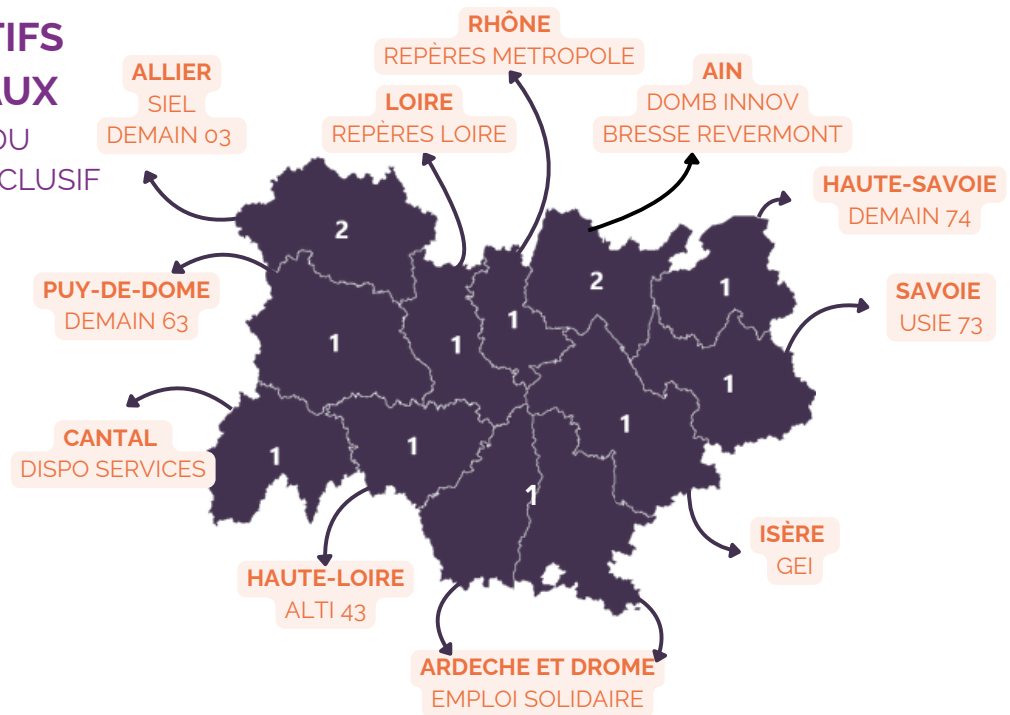 TIFS
AUX
OU
CLUSIF
RHÔNE
REPÈRES METROPOLE
ALLIER
SIEL
DEMAIN 03
LOIRE
REPÈRES LOIRE
AIN
DOMB INNOV
BRESSE REVERMONT
HAUTE-SAVOIE
DEMAIN 74
PUY-DE-DOME
DEMAIN 63
SAVOIE
USIE 73
CANTAL
DISPO SERVICES
HAUTE-LOIRE
ALTI 43
ISÈRE
GEI
ARDECHE ET DROME
EMPLOI SOLIDAIRE
2
2
1
1
1
1
1
1
1
1
1